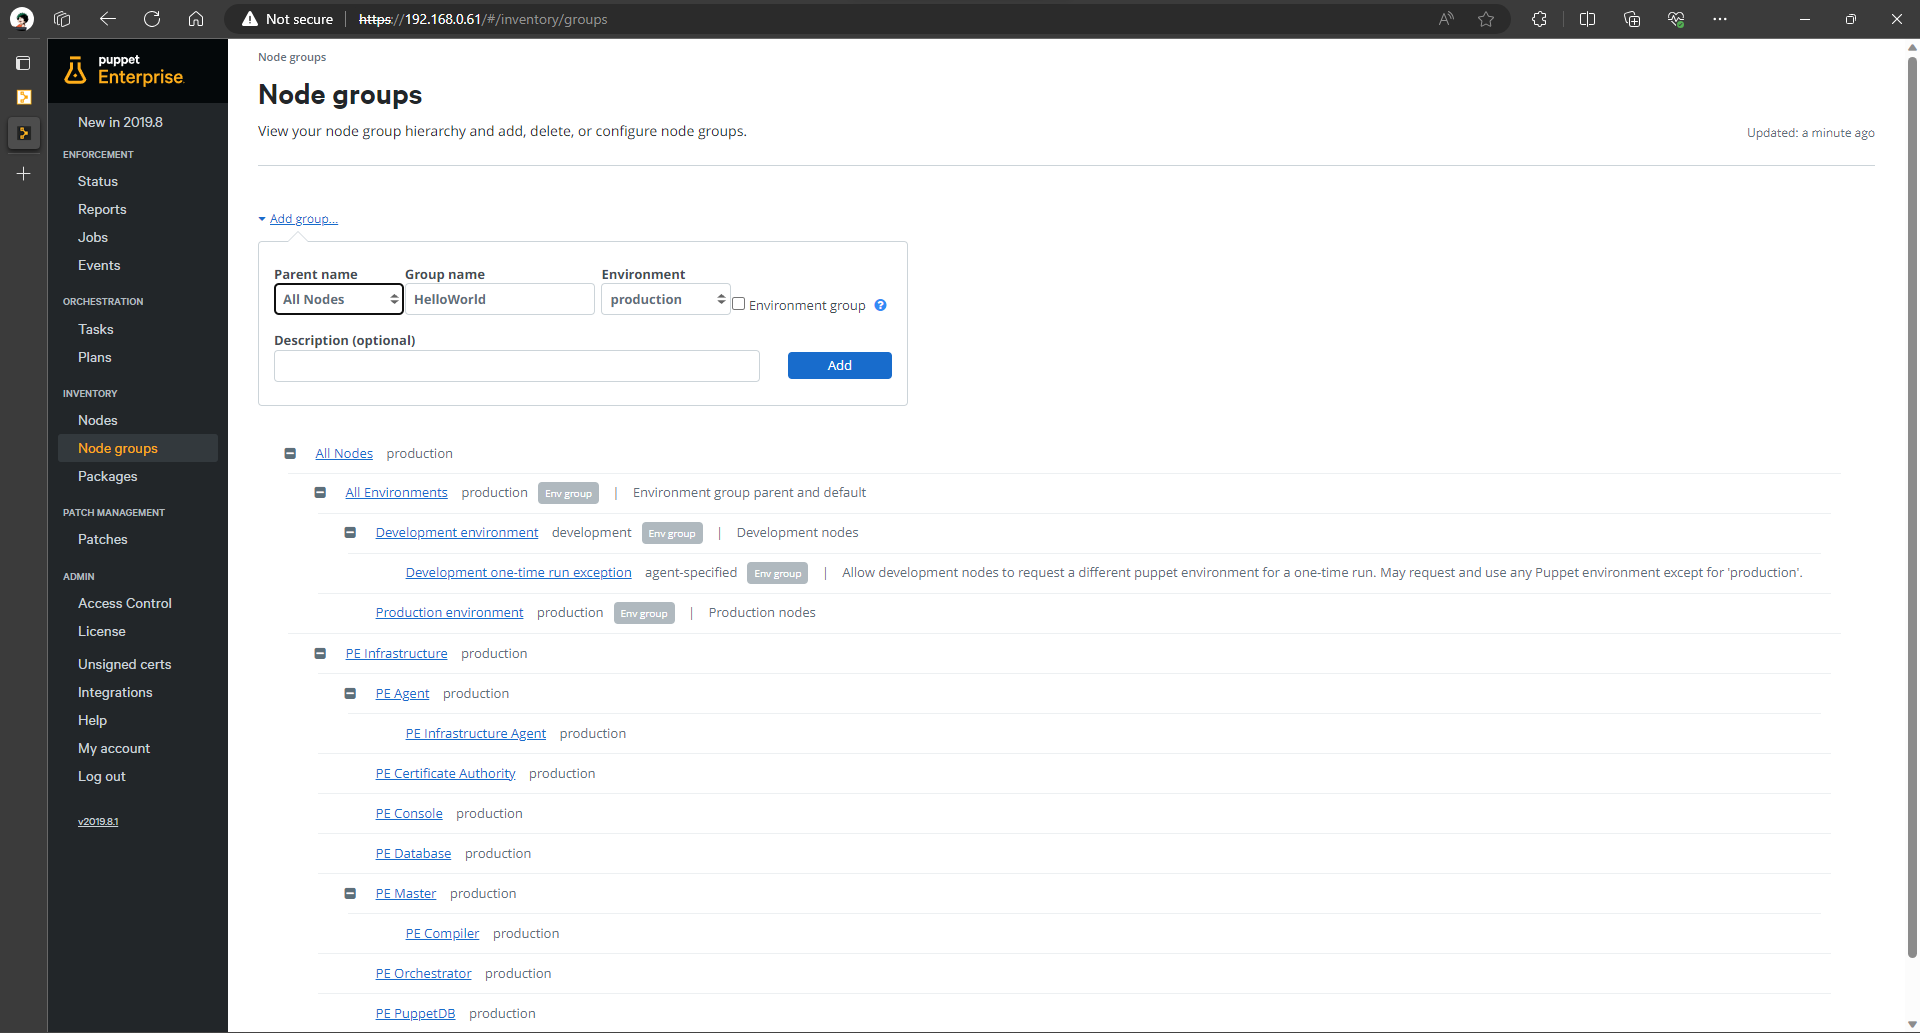 Not secure
https://192.168.0.61/#/inventory/groups
puppet
Enterprise
New in 2019.8
ENFORCEMENT
Status
Reports
Jobs
Events
ORCHESTRATION
Tasks
Plans
INVENTORY
Nodes
Node groups
Packages
PATCH MANAGEMENT
Patches
ADMIN
Access Control
License
Unsigned certs
Integrations
Help
My account
Log out
v2019.8.1
Node groups
Node groups
View your node group hierarchy and add, delete, or configure node groups.
Updated: a minute ago
Add group...
Parent name Group name Environment
All Nodes HelloWorld production Environment group ?
Description (optional)
Add
All Nodes production
All Environments production Env group | Environment group parent and default
Development environment development Env group | Development nodes
Development one-time run exception agent-specified Env group | Allow development nodes to request a different puppet environment for a one-time run. May request and use any Puppet environment except for 'production'.
Production environment production Env group | Production nodes
PE Infrastructure production
PE Agent production
PE Infrastructure Agent production
PE Certificate Authority production
PE Console production
PE Database production
PE Master production
PE Compiler production
PE Orchestrator production
PE PuppetDB production